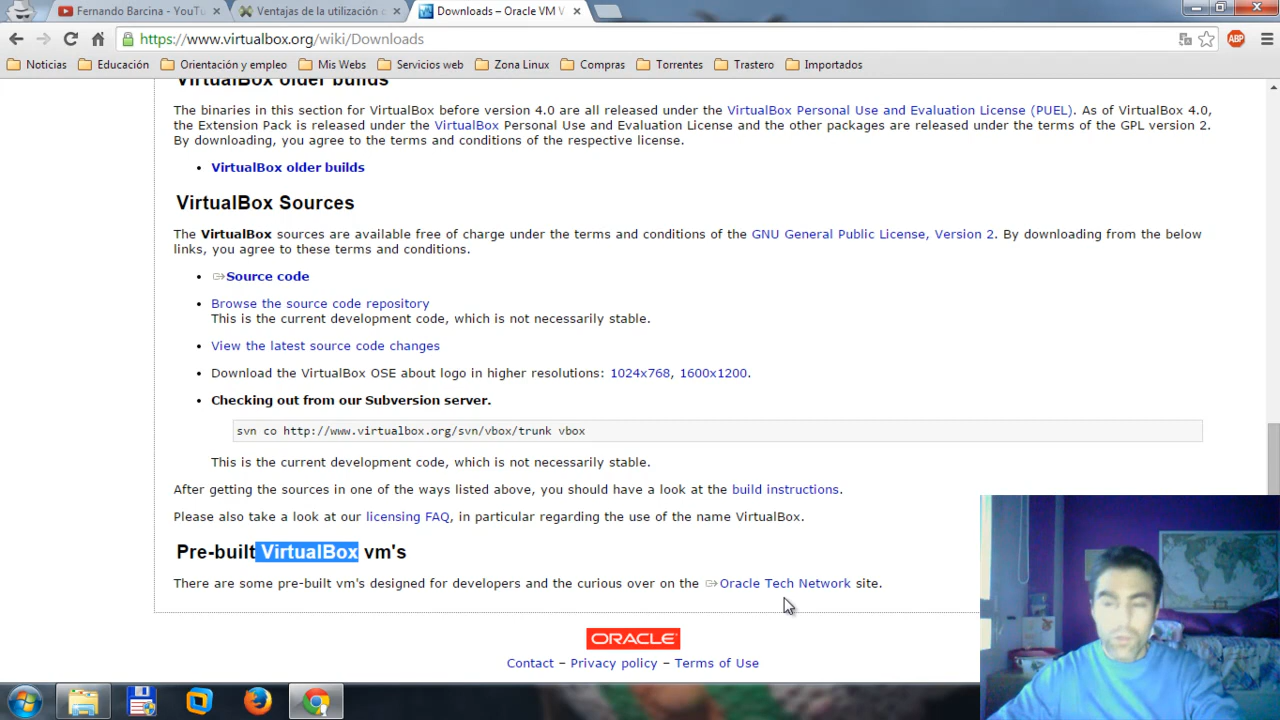 Fernando Barcina - YouTu
Ventajas de la utilización d
Downloads – Oracle VM V
https://www.virtualbox.org/wiki/Downloads
ABP
Noticias
Educación
Orientación y empleo
Mis Webs
Servicios web
Zona Linux
Compras
Torrentes
Trastero
Importados
VirtualBox older builds
The binaries in this section for VirtualBox before version 4.0 are all released under the VirtualBox Personal Use and Evaluation License (PUEL). As of VirtualBox 4.0,
the Extension Pack is released under the VirtualBox Personal Use and Evaluation License and the other packages are released under the terms of the GPL version 2.
By downloading, you agree to the terms and conditions of the respective license.
• VirtualBox older builds
VirtualBox Sources
The VirtualBox sources are available free of charge under the terms and conditions of the GNU General Public License, Version 2. By downloading from the below
links, you agree to these terms and conditions.
• Source code
• Browse the source code repository
This is the current development code, which is not necessarily stable.
• View the latest source code changes
• Download the VirtualBox OSE about logo in higher resolutions: 1024x768, 1600x1200.
• Checking out from our Subversion server.
svn co http://www.virtualbox.org/svn/vbox/trunk vbox
This is the current development code, which is not necessarily stable.
After getting the sources in one of the ways listed above, you should have a look at the build instructions.
Please also take a look at our licensing FAQ, in particular regarding the use of the name VirtualBox.
Pre-built VirtualBox vm's
There are some pre-built vm's designed for developers and the curious over on the Oracle Tech Network site.
ORACLE
Contact – Privacy policy – Terms of Use